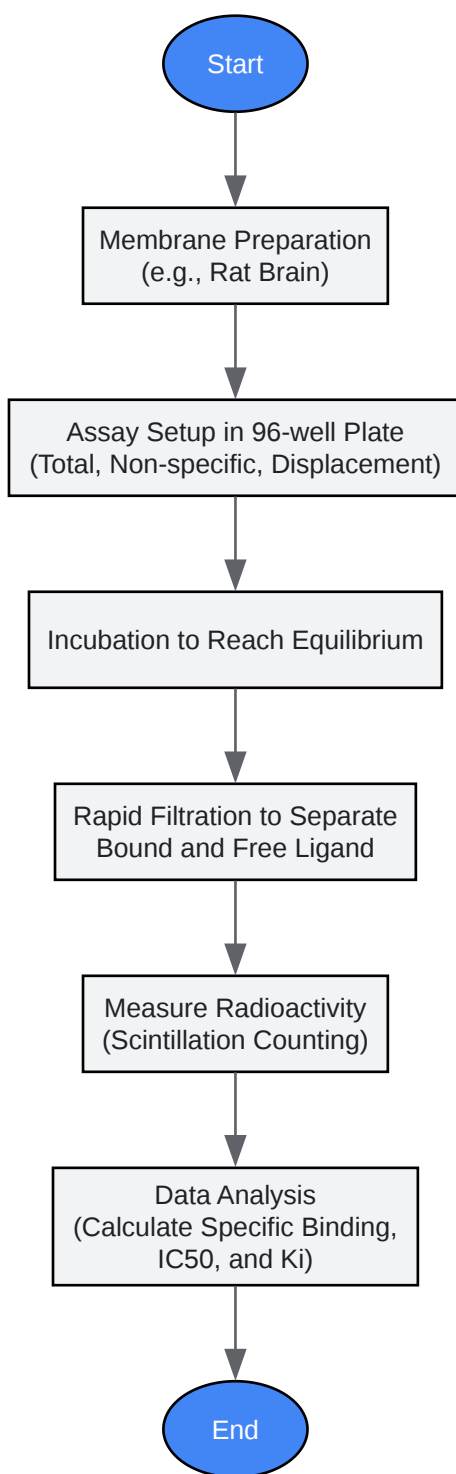 Start
Membrane Preparation
(e.g., Rat Brain)
Assay Setup in 96-well Plate
(Total, Non-specific, Displacement)
Incubation to Reach Equilibrium
Rapid Filtration to Separate
Bound and Free Ligand
Measure Radioactivity
(Scintillation Counting)
Data Analysis
(Calculate Specific Binding,
IC50, and Ki)
End